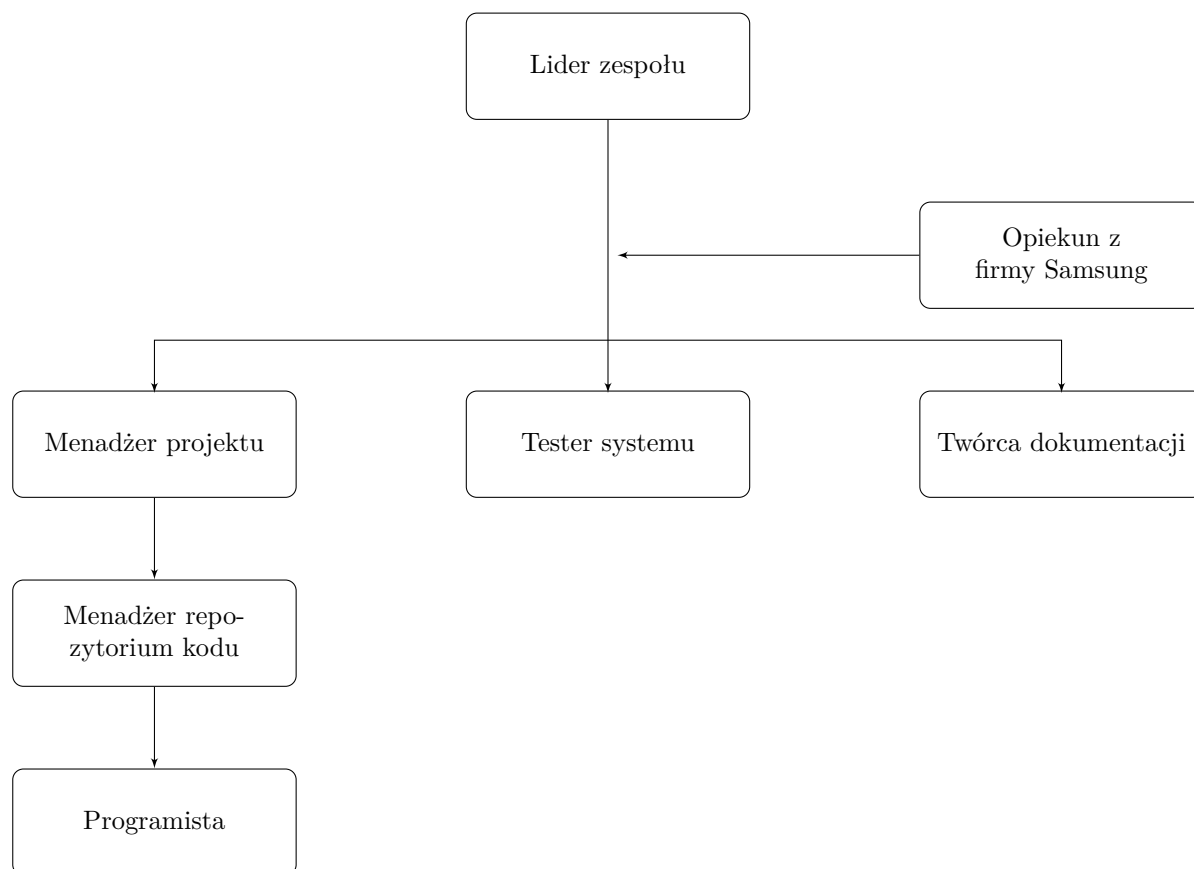 Lider zespołu
Opiekun z
firmy Samsung
Menadżer projektu
Tester systemu
Twórca dokumentacji
Menadżer repo-
zytorium kodu
Programista